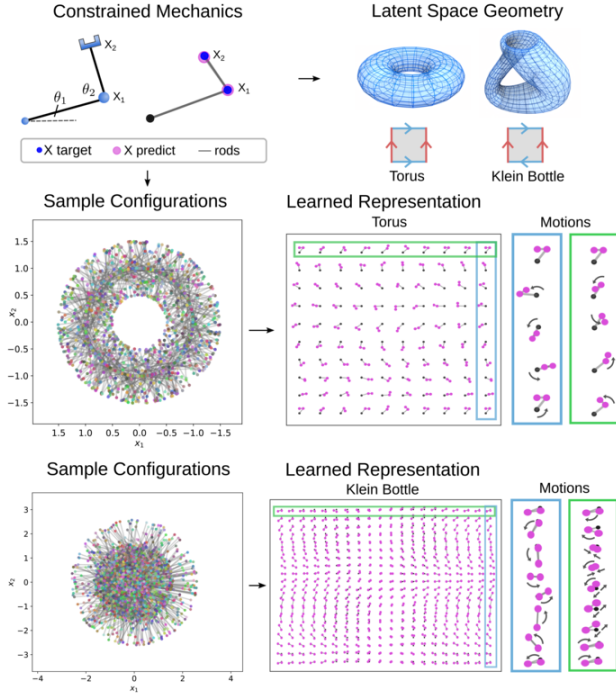 Constrained Mechanics
Latent Space Geometry
X₂
θ₁
θ₂
X₁
X₂
X₁
X target
X predict
rods
Torus
Klein Bottle
Sample Configurations
Learned Representation
Torus
Motions
1.5
1.0
0.5
0.0
−0.5
−1.0
−1.5
x₂
1.5 1.0 0.5 0.0 −0.5 −1.0 −1.5
x₁
Sample Configurations
Learned Representation
Klein Bottle
Motions
3
2
1
0
−1
−2
−3
x₂
−4 −2 0 2 4
x₁